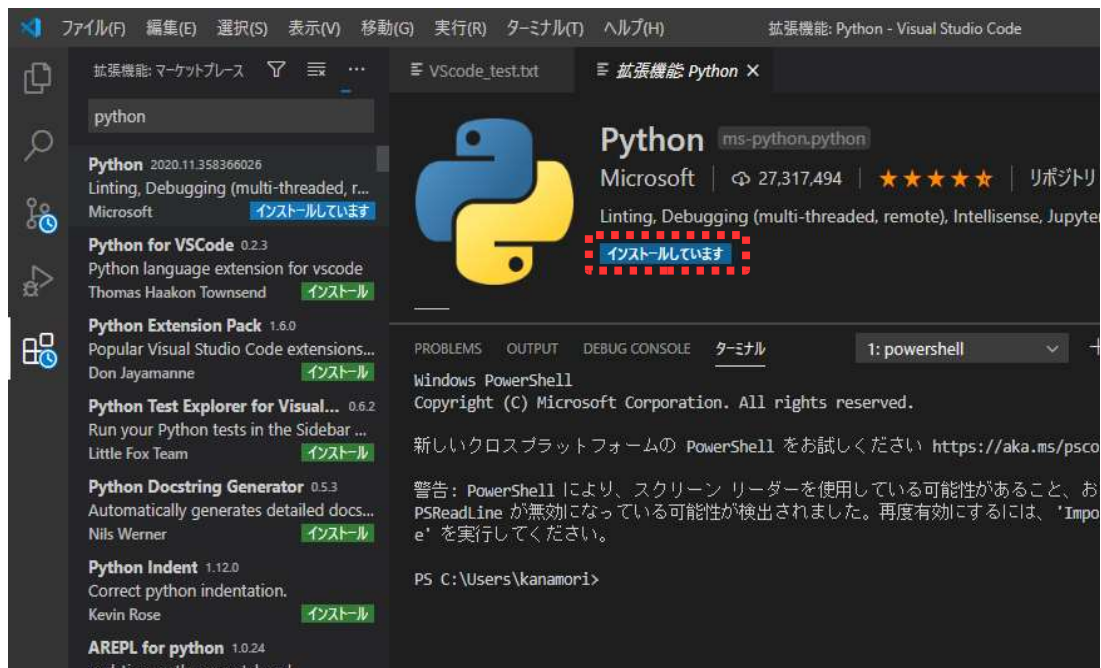 ファイル(F) 編集(E) 選択(S) 表示(V) 移動(G) 実行(R) ターミナル(T) ヘルプ(H) 拡張機能: Python - Visual Studio Code
拡張機能: マーケットプレース ...
python
Python 2020.11.358366026
Linting, Debugging (multi-threaded, r...
Microsoft インストールしています
Python for VSCode 0.2.3
Python language extension for vscode
Thomas Haakon Townsend インストール
Python Extension Pack 1.6.0
Popular Visual Studio Code extensions...
Don Jayamanne インストール
Python Test Explorer for Visual... 0.6.2
Run your Python tests in the Sidebar ...
Little Fox Team インストール
Python Docstring Generator 0.5.3
Automatically generates detailed docs...
Nils Werner インストール
Python Indent 1.12.0
Correct python indentation.
Kevin Rose インストール
AREPL for python 1.0.24
VScode_test.txt 拡張機能: Python
Python ms-python.python
Microsoft 27,317,494 リポジトリ
Linting, Debugging (multi-threaded, remote), Intellisense, Jupyter
インストールしています
PROBLEMS OUTPUT DEBUG CONSOLE ターミナル 1: powershell
Windows PowerShell
Copyright (C) Microsoft Corporation. All rights reserved.
新しいクロスプラットフォームの PowerShell をお試しください https://aka.ms/psco
警告: PowerShell により、スクリーン リーダーを使用している可能性があること、お
PSReadLine が無効になっている可能性が検出されました。再度有効にするには、'Impo
e' を実行してください。
PS C:\Users\kanamori>